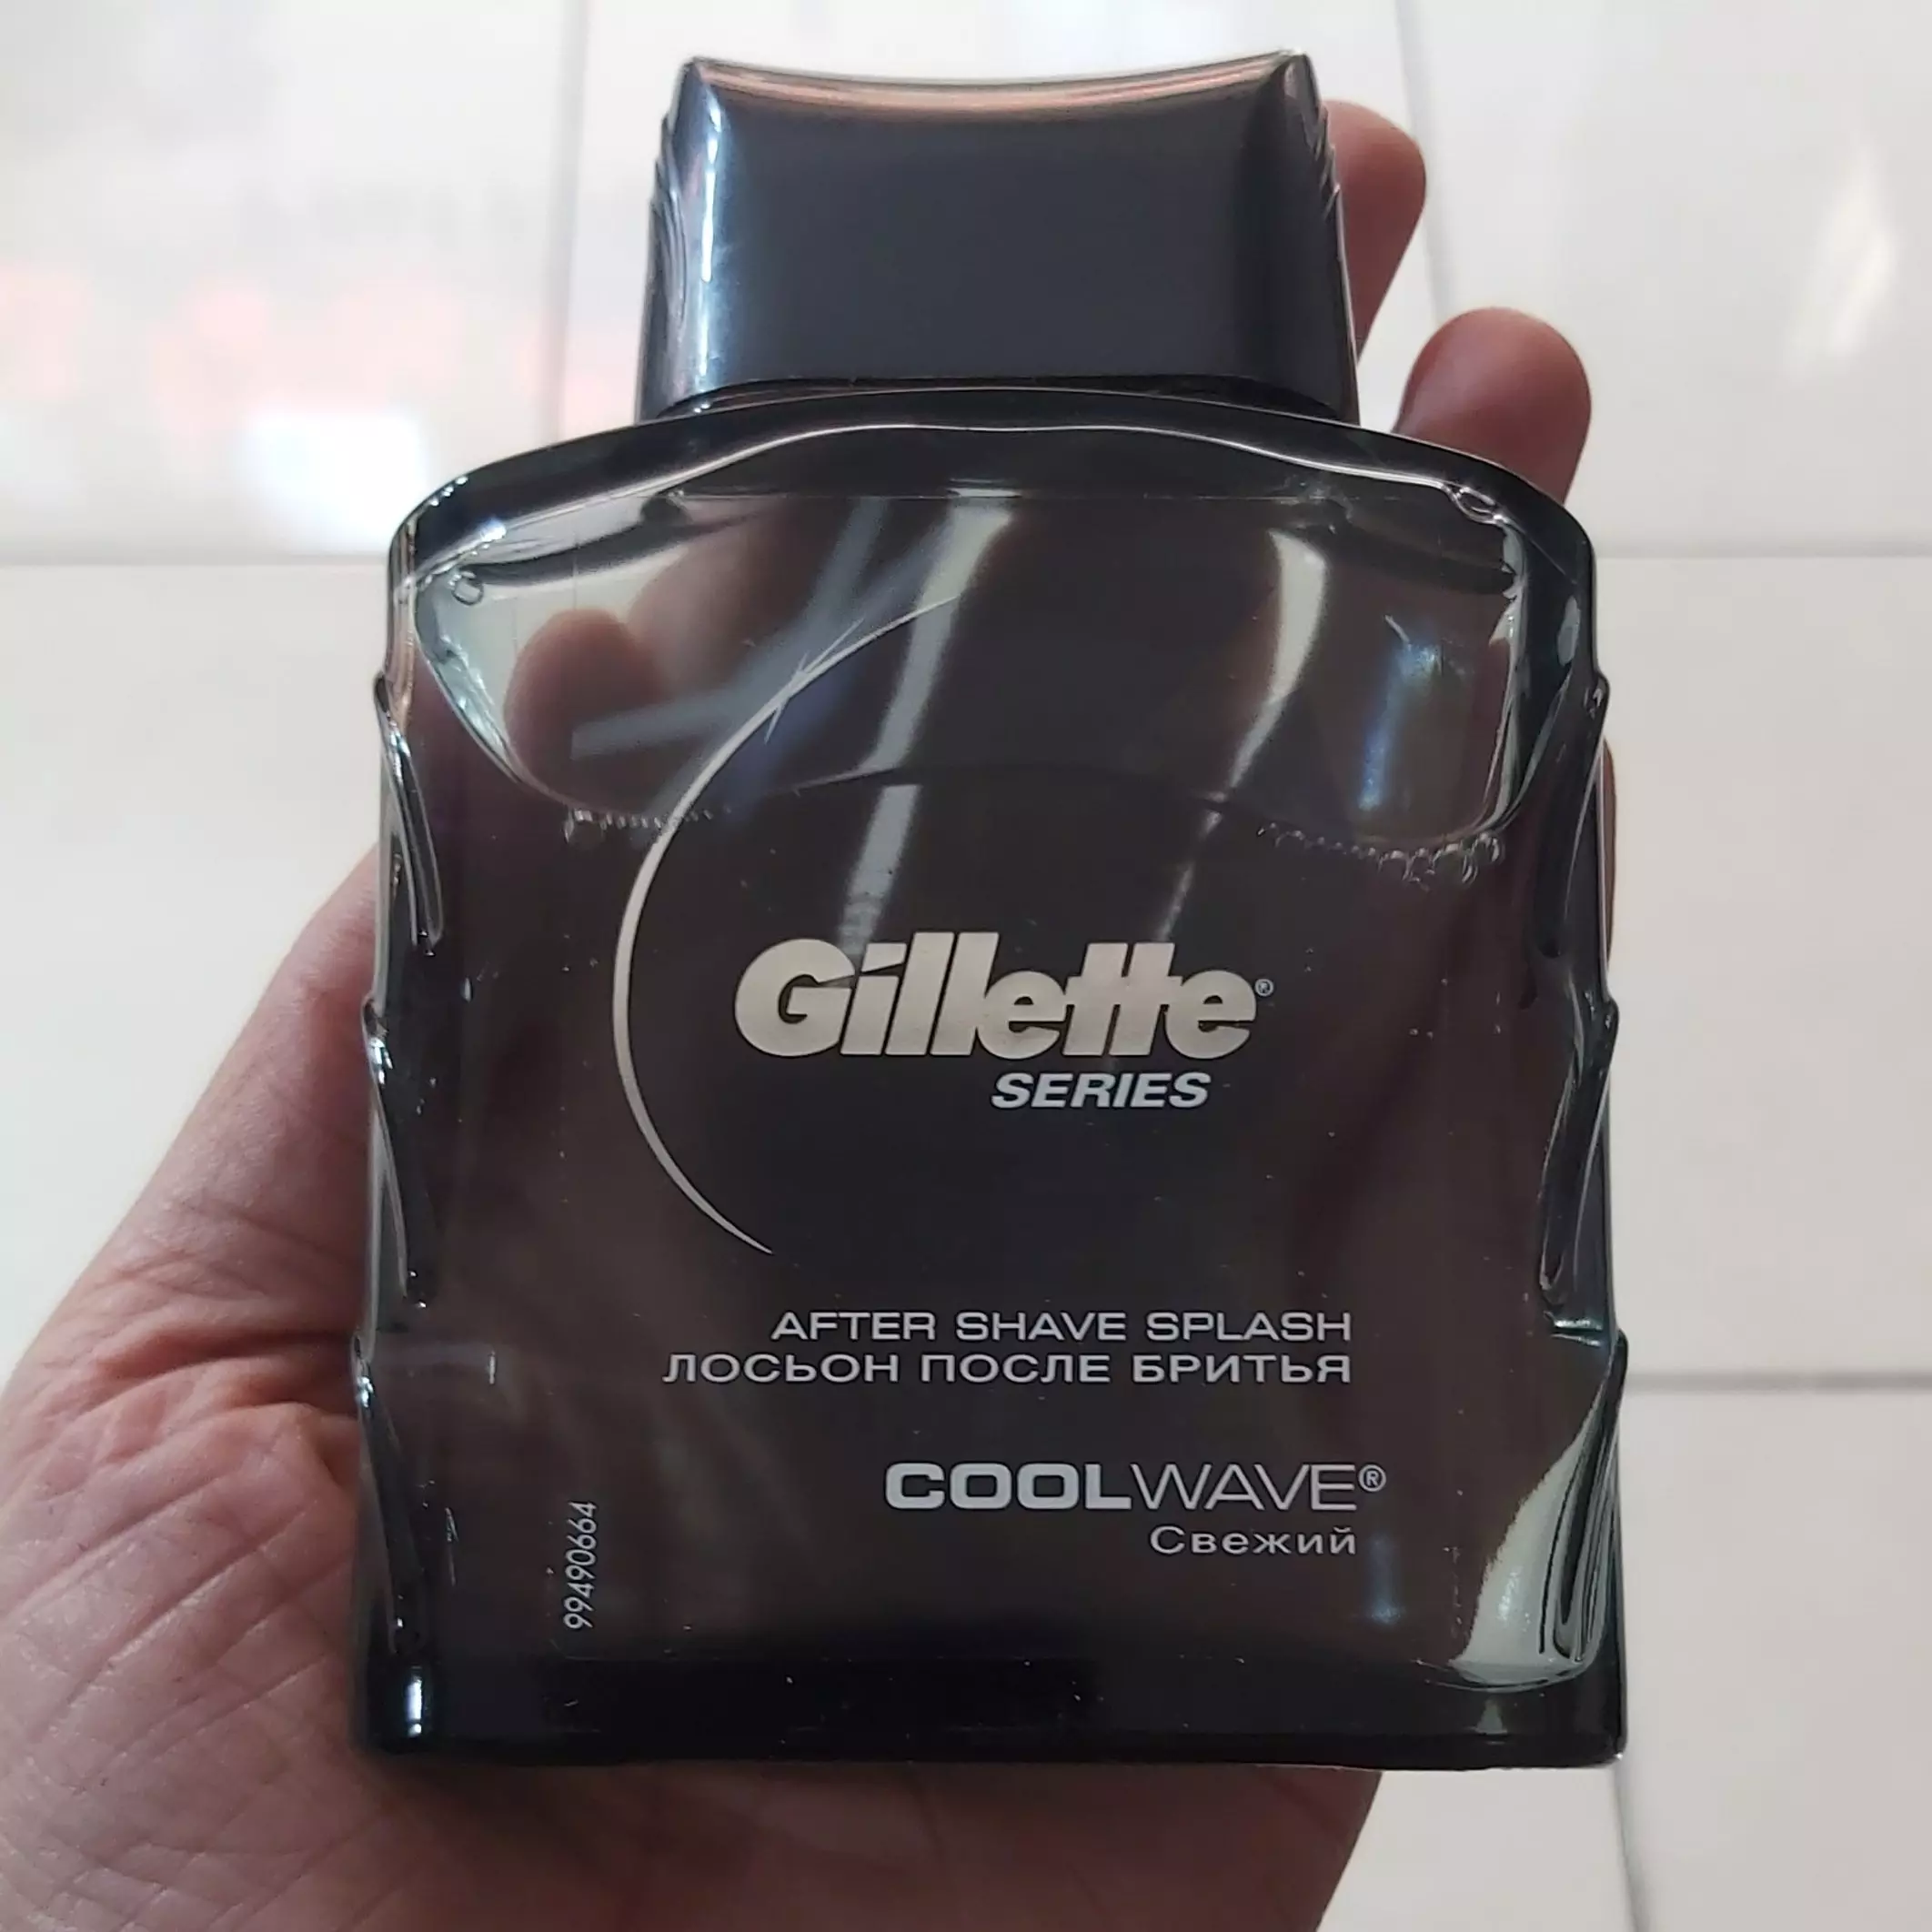 Gillette®
SERIES
AFTER SHAVE SPLASH
ЛОСЬОН ПОСЛЕ БРИТЬЯ
COOLWAVE®
Свежий
99490664